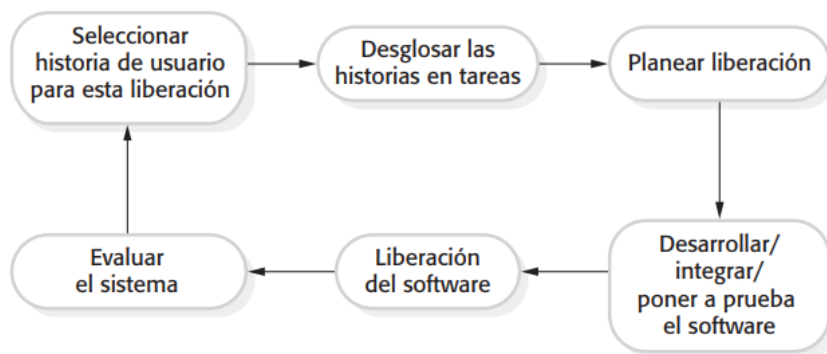 Seleccionar
historia de usuario
para esta liberación
Desglosar las
historias en tareas
Planear liberación
Desarrollar/
integrar/
poner a prueba
el software
Liberación
del software
Evaluar
el sistema